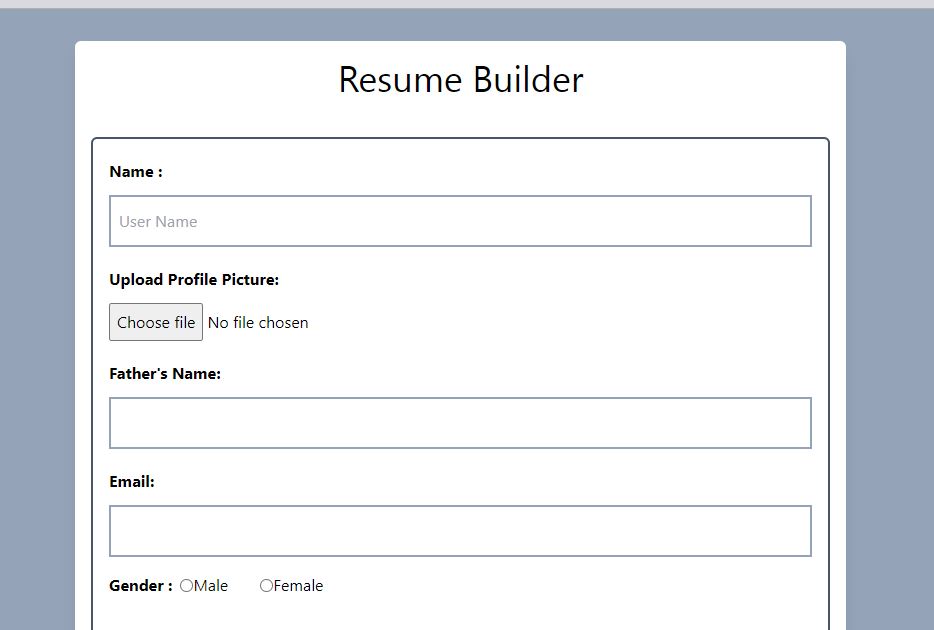 Resume Builder
Name :
User Name
Upload Profile Picture:
Choose file No file chosen
Father's Name:
Email:
Gender : Male Female